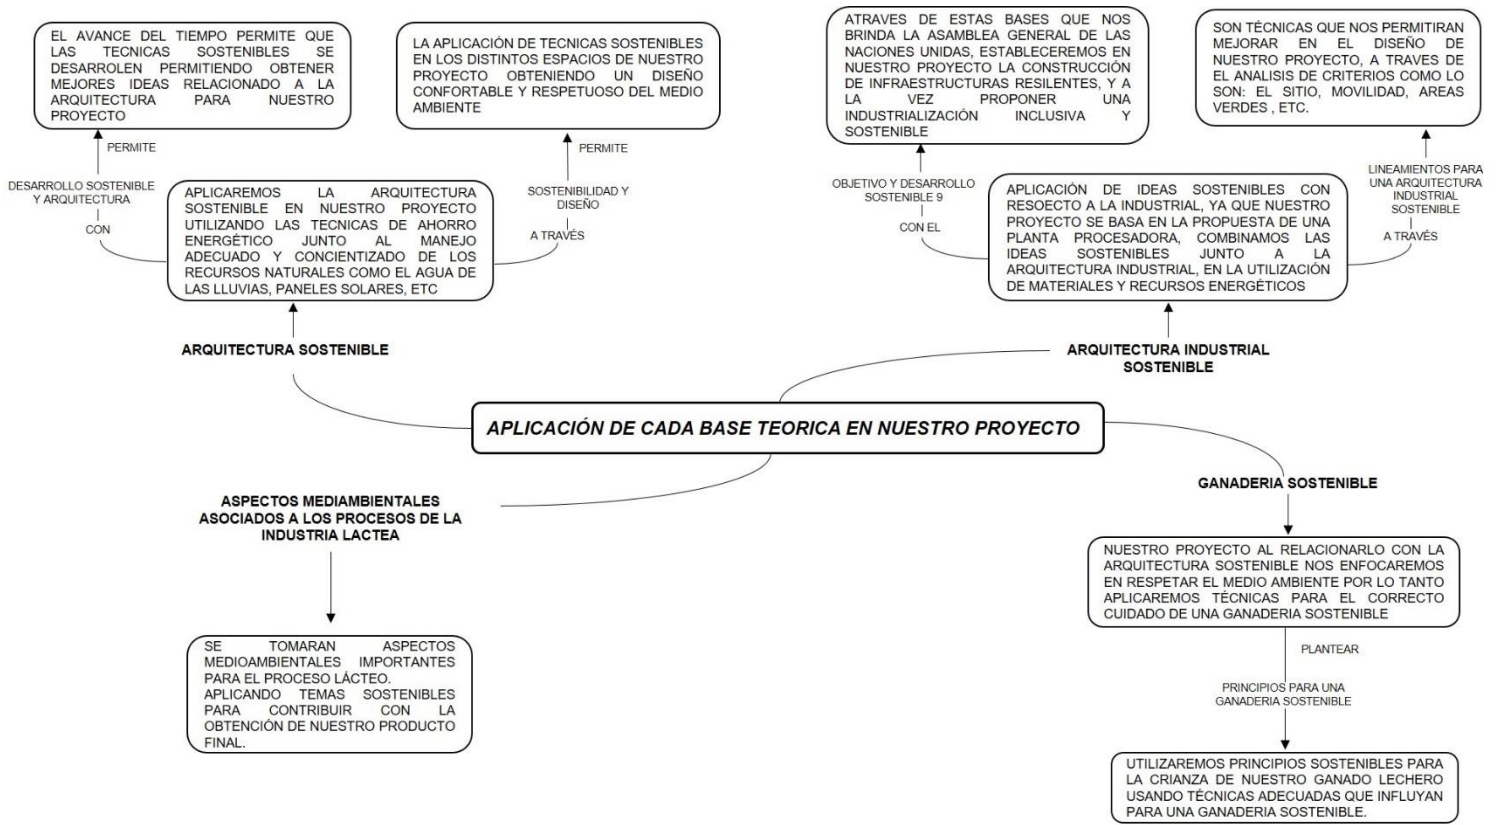 EL AVANCE DEL TIEMPO PERMITE QUE
LAS TECNICAS SOSTENIBLES SE
DESARROLEN PERMITIENDO OBTENER
MEJORES IDEAS RELACIONADO A LA
ARQUITECTURA PARA NUESTRO
PROYECTO
LA APLICACIÓN DE TECNICAS SOSTENIBLES
EN LOS DISTINTOS ESPACIOS DE NUESTRO
PROYECTO OBTENIENDO UN DISEÑO
CONFORTABLE Y RESPETUOSO DEL MEDIO
AMBIENTE
PERMITE
PERMITE
DESARROLLO SOSTENIBLE
Y ARQUITECTURA
CON
SOSTENIBILIDAD Y
DISEÑO
A TRAVÉS
APLICAREMOS LA ARQUITECTURA
SOSTENIBLE EN NUESTRO PROYECTO
UTILIZANDO LAS TECNICAS DE AHORRO
ENERGÉTICO JUNTO AL MANEJO
ADECUADO Y CONCIENTIZADO DE LOS
RECURSOS NATURALES COMO EL AGUA DE
LAS LLUVIAS, PANELES SOLARES, ETC
ARQUITECTURA SOSTENIBLE
ATRAVES DE ESTAS BASES QUE NOS
BRINDA LA ASAMBLEA GENERAL DE LAS
NACIONES UNIDAS, ESTABLECEREMOS EN
NUESTRO PROYECTO LA CONSTRUCCIÓN
DE INFRAESTRUCTURAS RESILENTES, Y A
LA VEZ PROPONER UNA
INDUSTRIALIZACIÓN INCLUSIVA Y
SOSTENIBLE
SON TÉCNICAS QUE NOS PERMITIRAN
MEJORAR EN EL DISEÑO DE
NUESTRO PROYECTO, A TRAVES DE
EL ANALISIS DE CRITERIOS COMO LO
SON: EL SITIO, MOVILIDAD, AREAS
VERDES , ETC.
PERMITE
PERMITE
OBJETIVO Y DESARROLLO
SOSTENIBLE 9
CON EL
LINEAMIENTOS PARA
UNA ARQUITECTURA
INDUSTRIAL
SOSTENIBLE
A TRAVÉS
APLICACIÓN DE IDEAS SOSTENIBLES CON
RESOECTO A LA INDUSTRIAL, YA QUE NUESTRO
PROYECTO SE BASA EN LA PROPUESTA DE UNA
PLANTA PROCESADORA, COMBINAMOS LAS
IDEAS SOSTENIBLES JUNTO A LA
ARQUITECTURA INDUSTRIAL, EN LA UTILIZACIÓN
DE MATERIALES Y RECURSOS ENERGÉTICOS
ARQUITECTURA INDUSTRIAL
SOSTENIBLE
APLICACIÓN DE CADA BASE TEORICA EN NUESTRO PROYECTO
ASPECTOS MEDIAMBIENTALES
ASOCIADOS A LOS PROCESOS DE LA
INDUSTRIA LACTEA
SE TOMARAN ASPECTOS
MEDIOAMBIENTALES IMPORTANTES
PARA EL PROCESO LÁCTEO.
APLICANDO TEMAS SOSTENIBLES
PARA CONTRIBUIR CON LA
OBTENCIÓN DE NUESTRO PRODUCTO
FINAL.
GANADERIA SOSTENIBLE
NUESTRO PROYECTO AL RELACIONARLO CON LA
ARQUITECTURA SOSTENIBLE NOS ENFOCAREMOS
EN RESPETAR EL MEDIO AMBIENTE POR LO TANTO
APLICAREMOS TÉCNICAS PARA EL CORRECTO
CUIDADO DE UNA GANADERIA SOSTENIBLE
PLANTEAR
PRINCIPIOS PARA UNA
GANADERIA SOSTENIBLE
UTILIZAREMOS PRINCIPIOS SOSTENIBLES PARA
LA CRIANZA DE NUESTRO GANADO LECHERO
USANDO TÉCNICAS ADECUADAS QUE INFLUYAN
PARA UNA GANADERIA SOSTENIBLE.